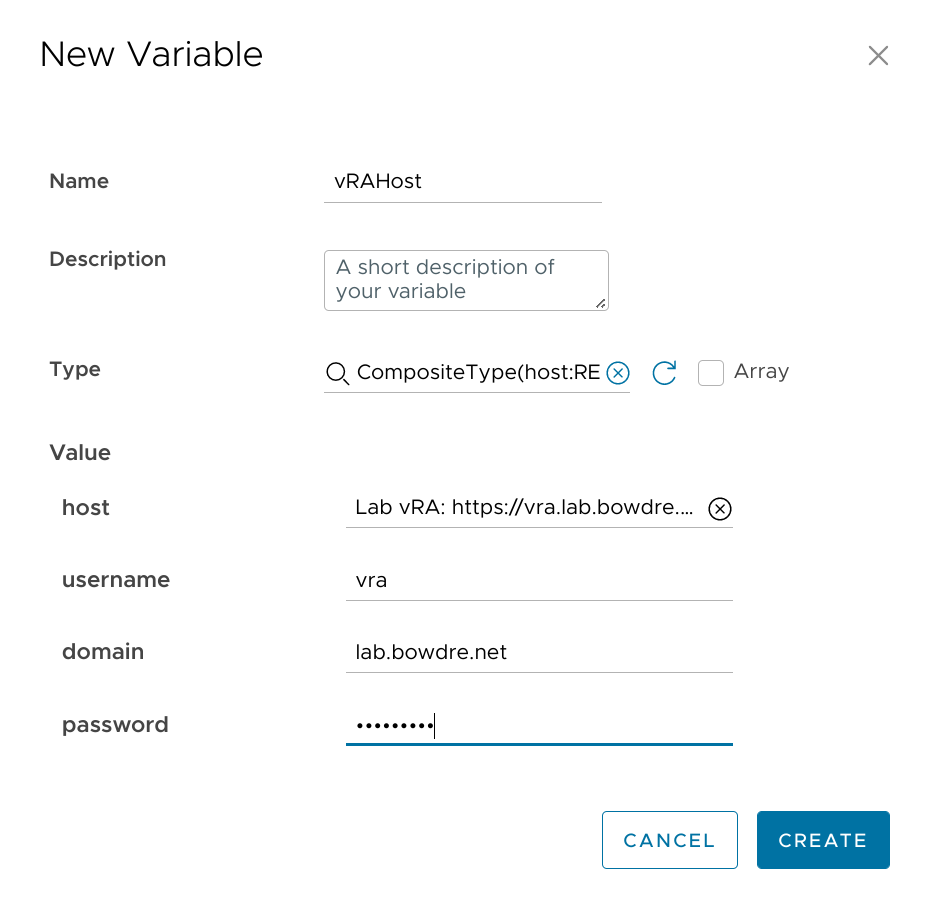 New Variable
Name
vRAHost
Description
A short description of
your variable
Type
CompositeType(host:RE
Array
Value
host
Lab vRA: https://vra.lab.bowdre....
username
vra
domain
lab.bowdre.net
password
•••••••••
CANCEL
CREATE